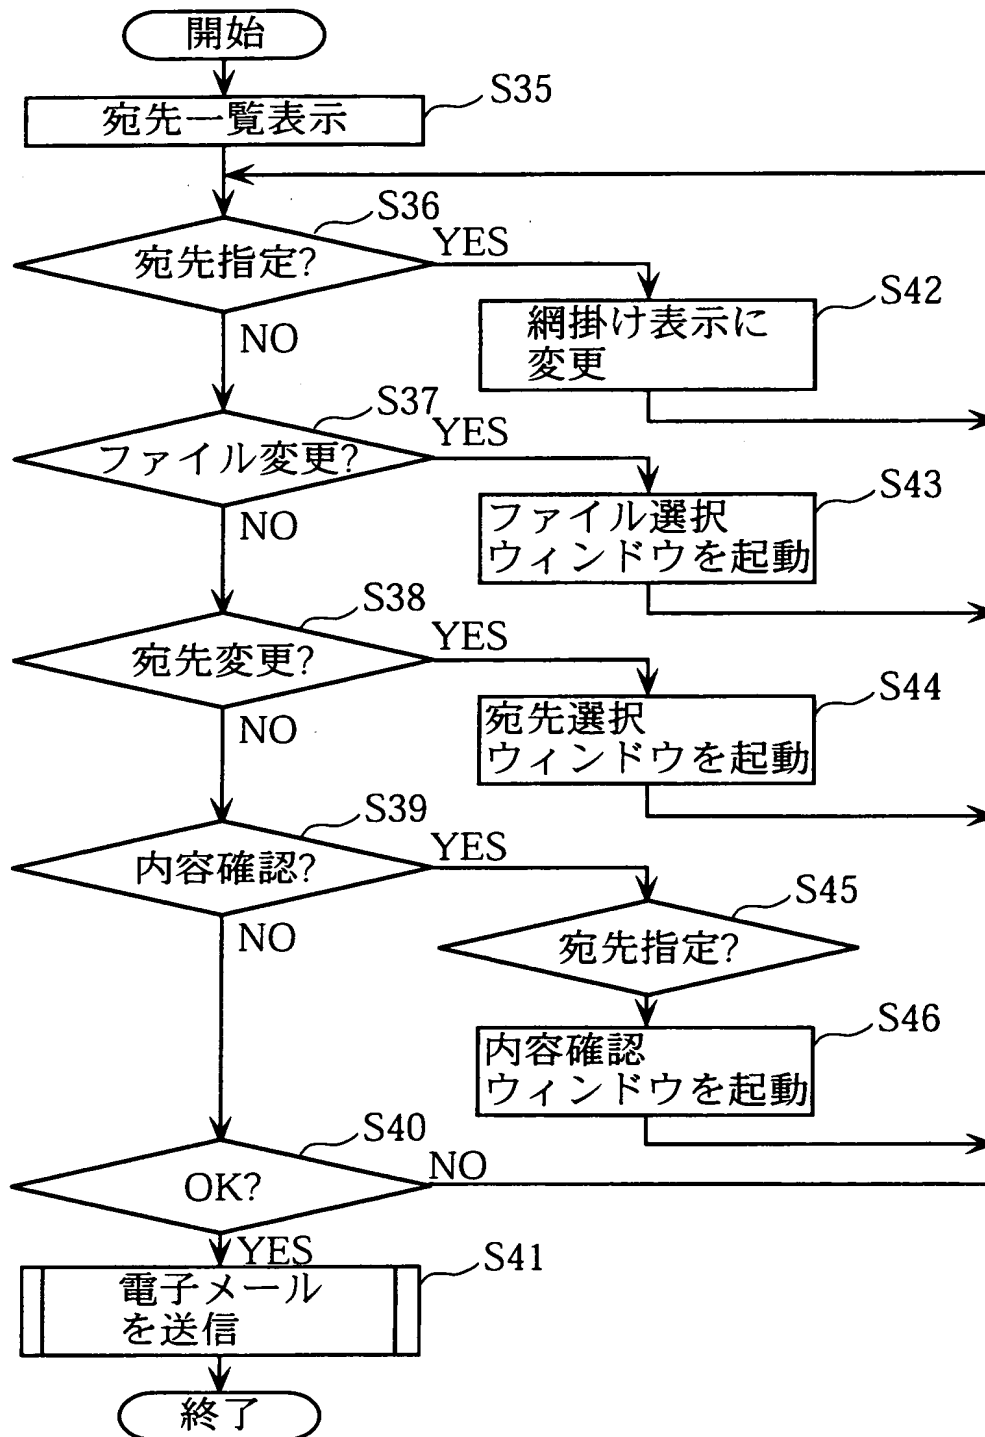 開始
S35
宛先一覧表示
S36
宛先指定?
YES
NO
S42
網掛け表示に
変更
S37
ファイル変更?
YES
NO
S43
ファイル選択
ウィンドウを起動
S38
宛先変更?
YES
NO
S44
宛先選択
ウィンドウを起動
S39
内容確認?
YES
NO
S45
宛先指定?
S46
内容確認
ウィンドウを起動
S40
OK?
NO
YES
S41
電子メール
を送信
終了